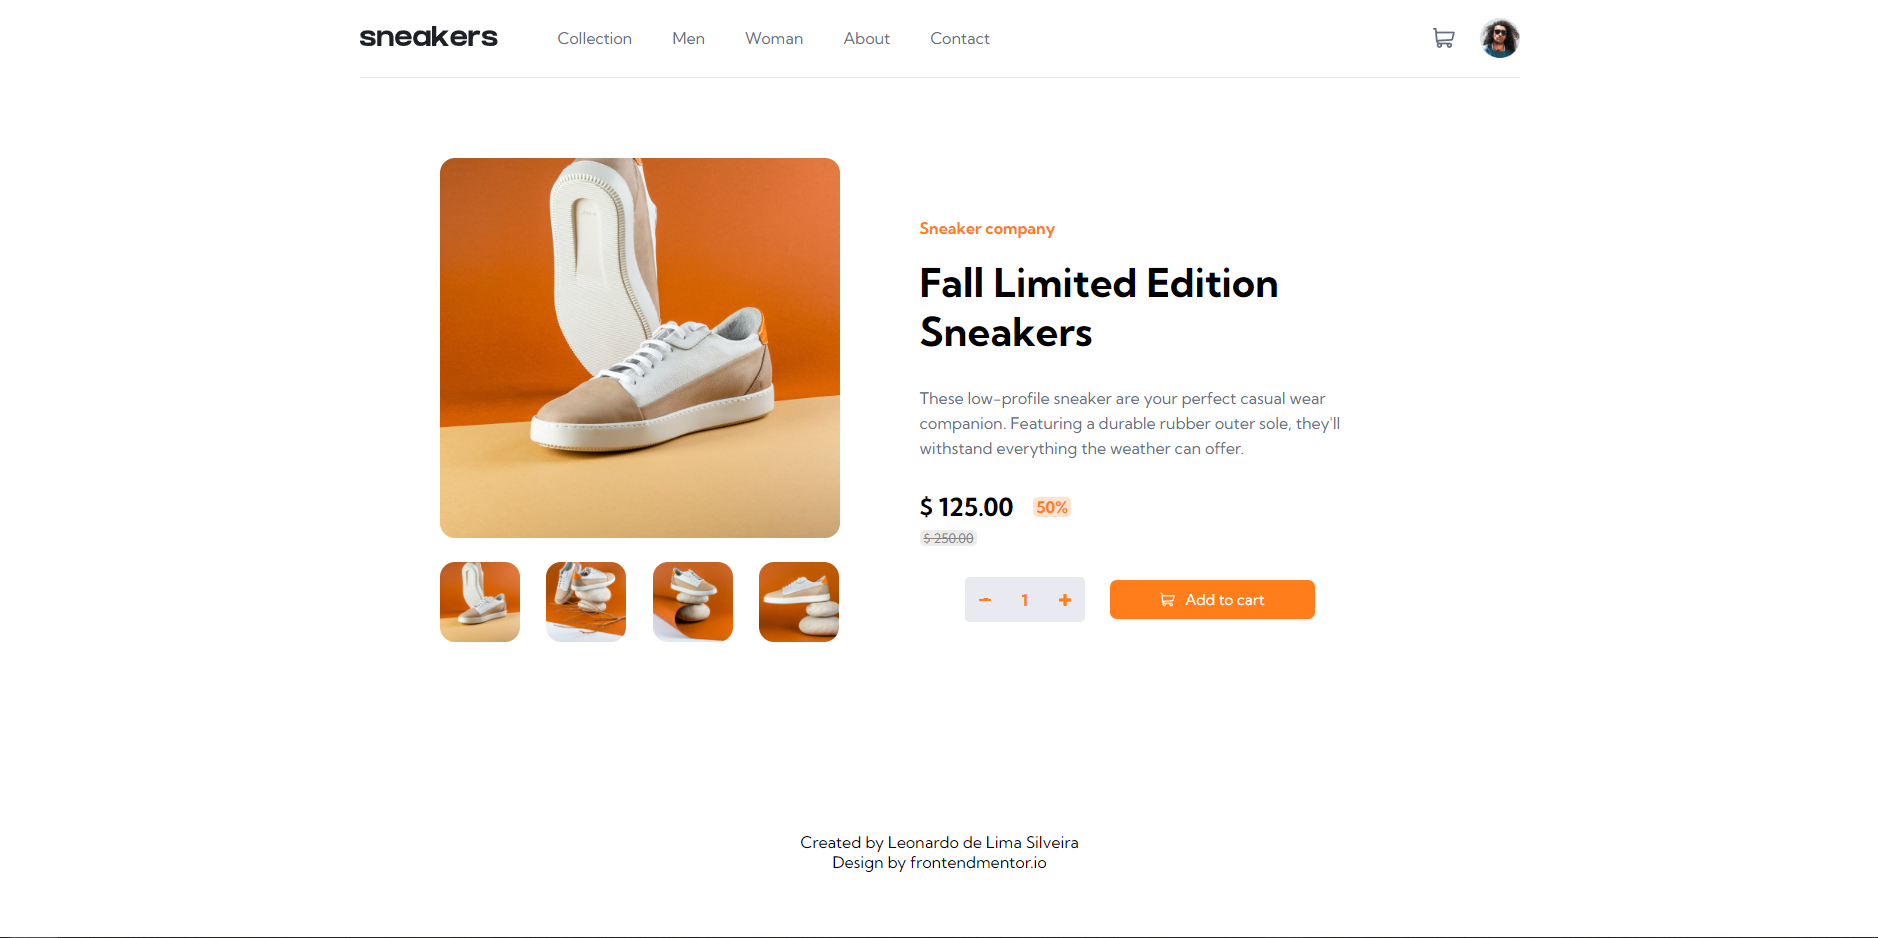 sneakers
Collection
Men
Woman
About
Contact
Sneaker company
Fall Limited Edition
Sneakers
These low-profile sneaker are your perfect casual wear
companion. Featuring a durable rubber outer sole, they'll
withstand everything the weather can offer.
$ 125.00
50%
$ 250.00
1
Add to cart
Created by Leonardo de Lima Silveira
Design by frontendmentor.io